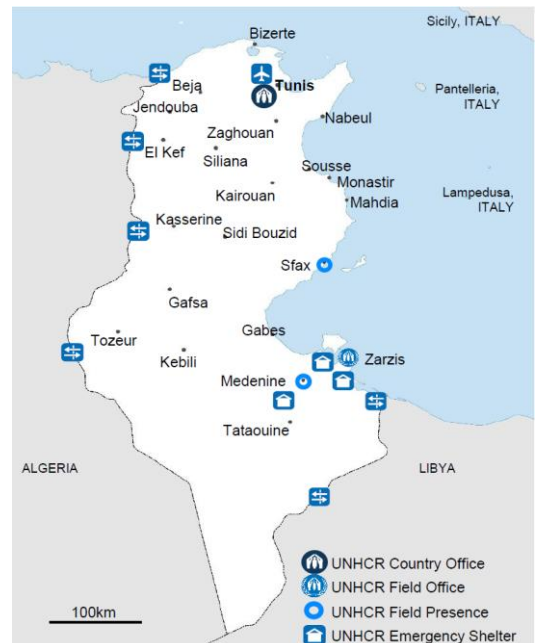 Bizerte
Sicily, ITALY
Beja
Tunis
Pantelleria,
ITALY
Jendouba
Zaghouan
Nabeul
El Kef
Siliana
Sousse
Monastir
Kairouan
Mahdia
Lampedusa,
ITALY
Kasserine
Sidi Bouzid
Sfax
Gafsa
Gabes
Tozeur
Kebili
Zarzis
Medenine
Tataouine
ALGERIA
LIBYA
UNHCR Country Office
UNHCR Field Office
UNHCR Field Presence
UNHCR Emergency Shelter
100km